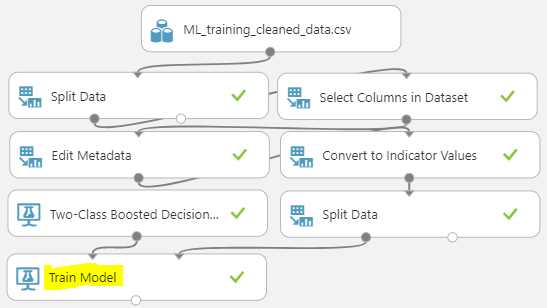 ML_training_cleaned_data.csv
Split Data
Select Columns in Dataset
Edit Metadata
Convert to Indicator Values
Two-Class Boosted Decision...
Split Data
Train Model